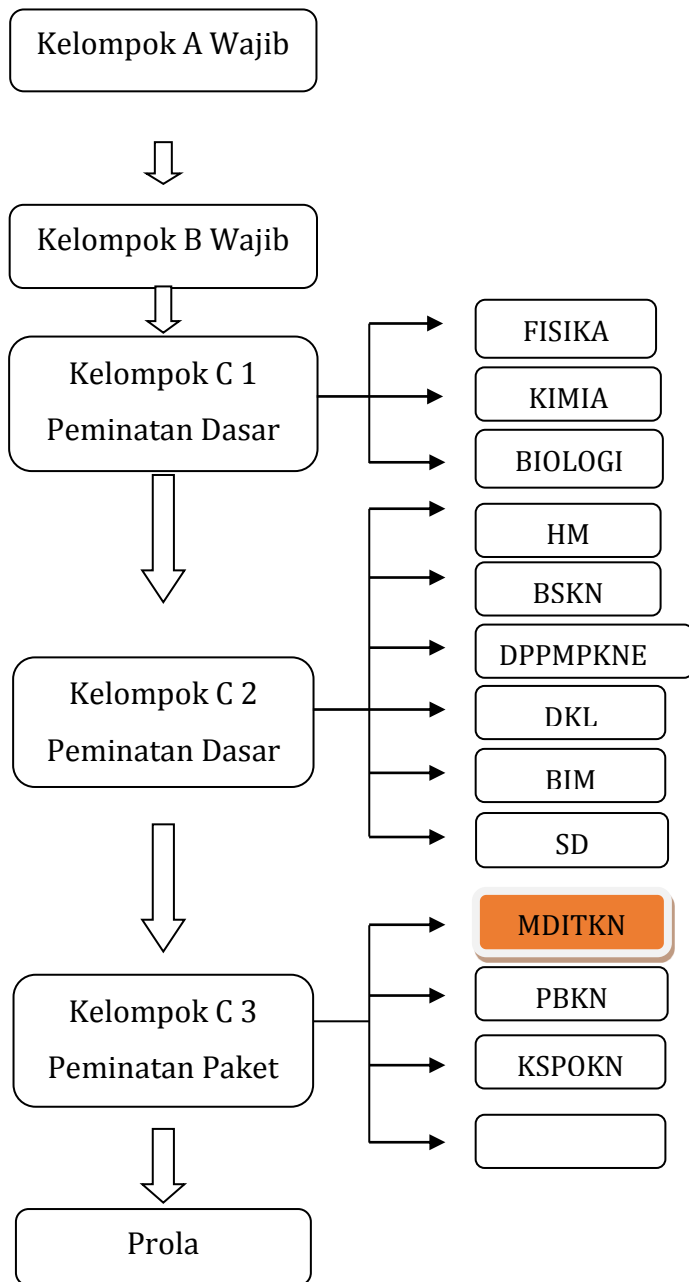 Kelompok A Wajib
Kelompok B Wajib
Kelompok C 1
Peminatan Dasar
FISIKA
KIMIA
BIOLOGI
Kelompok C 2
Peminatan Dasar
HM
BSKN
DPPMPKNE
DKL
BIM
SD
Kelompok C 3
Peminatan Paket
MDITKN
PBKN
KSPOKN
Prola